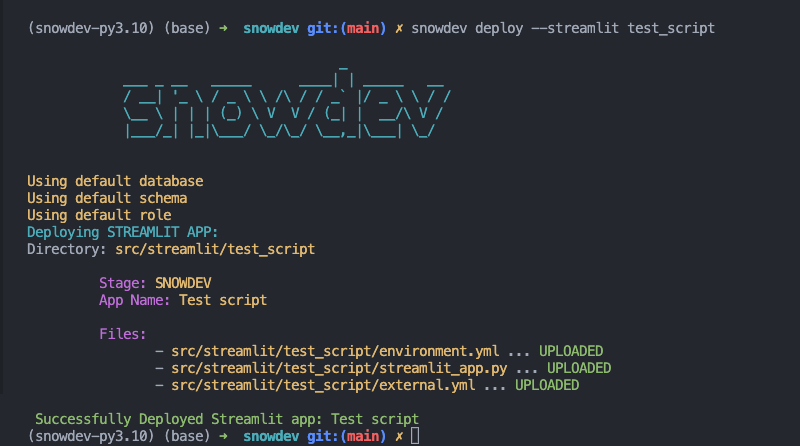 (snowdev-py3.10) (base) ➜  snowdev git:(main) ✗ snowdev deploy --streamlit test_script
snowdev
Using default database
Using default schema
Using default role
Deploying STREAMLIT APP:
Directory: src/streamlit/test_script
Stage: SNOWDEV
App Name: Test script
Files:
- src/streamlit/test_script/environment.yml ... UPLOADED
- src/streamlit/test_script/streamlit_app.py ... UPLOADED
- src/streamlit/test_script/external.yml ... UPLOADED
Successfully Deployed Streamlit app: Test script
(snowdev-py3.10) (base) ➜  snowdev git:(main) ✗